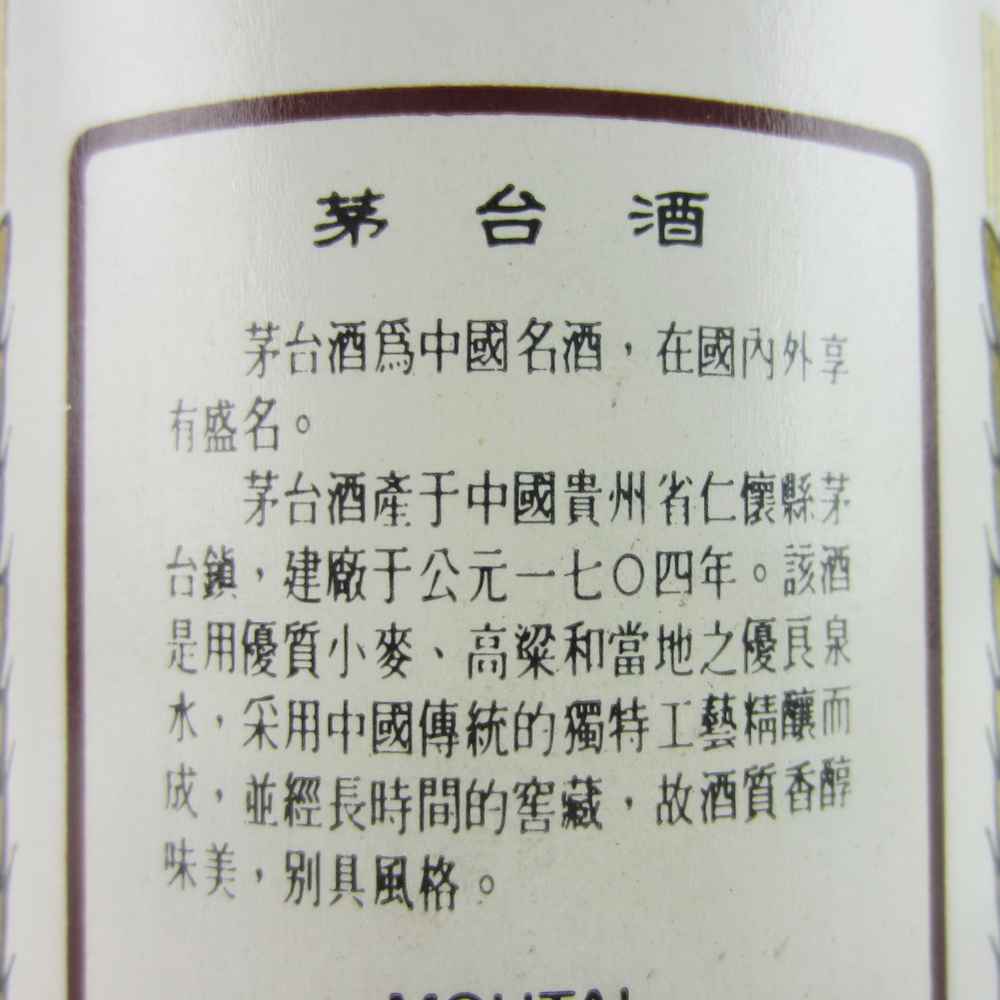 茅台酒
茅台酒爲中國名酒，在國內外享
有盛名。
茅台酒產于中國貴州省仁懷縣茅
台鎮，建廠于公元一七〇四年。該酒
是用優質小麥、高粱和當地之優良泉
水，采用中國傳統的獨特工藝精釀而
成，並經長時間的窖藏，故酒質香醇
味美，别具風格。
MOUTAI